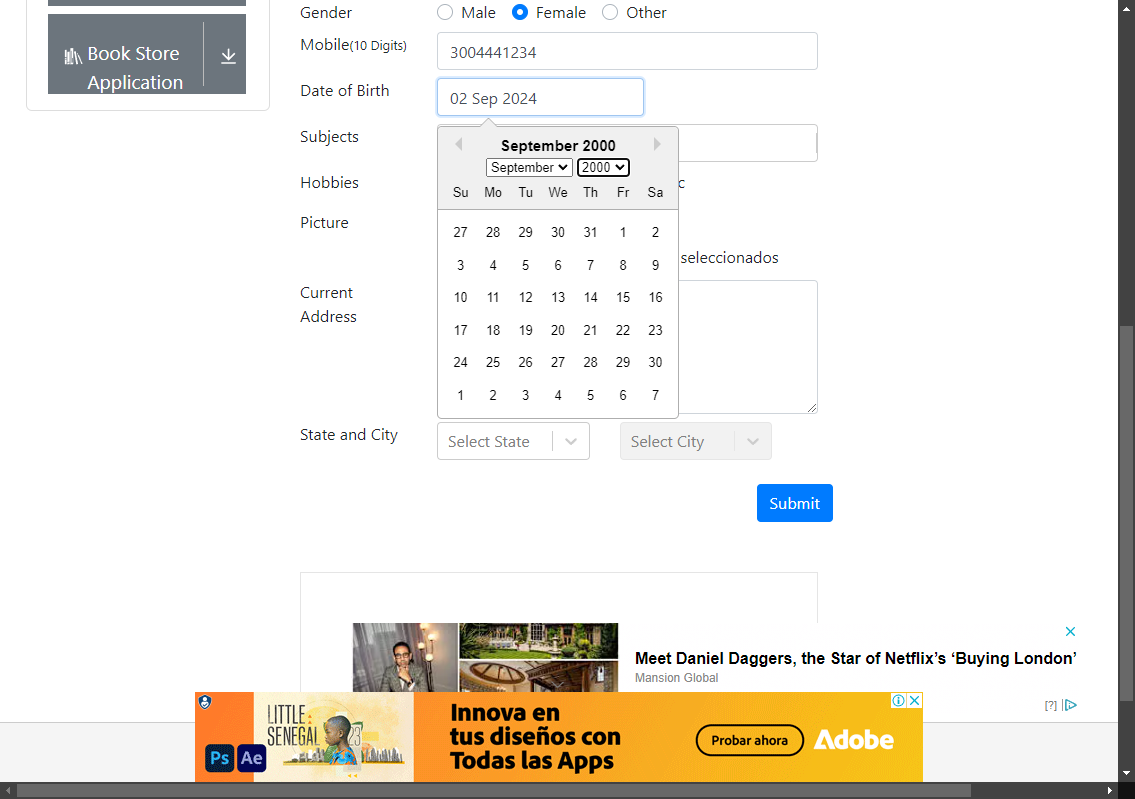 Gender
Male
Female
Other
Book Store
Application
Mobile(10 Digits)
3004441234
Date of Birth
02 Sep 2024
Subjects
September 2000
September
2000
Su Mo Tu We Th Fr Sa
27 28 29 30 31 1 2
3 4 5 6 7 8 9
10 11 12 13 14 15 16
17 18 19 20 21 22 23
24 25 26 27 28 29 30
1 2 3 4 5 6 7
Hobbies
c
Picture
seleccionados
Current
Address
State and City
Select State
Select City
Submit
Meet Daniel Daggers, the Star of Netflix’s ‘Buying London’
Mansion Global
[?]
LITTLE
SENEGAL
23
Ps
Ae
Innova en
tus diseños con
Todas las Apps
Probar ahora
Adobe